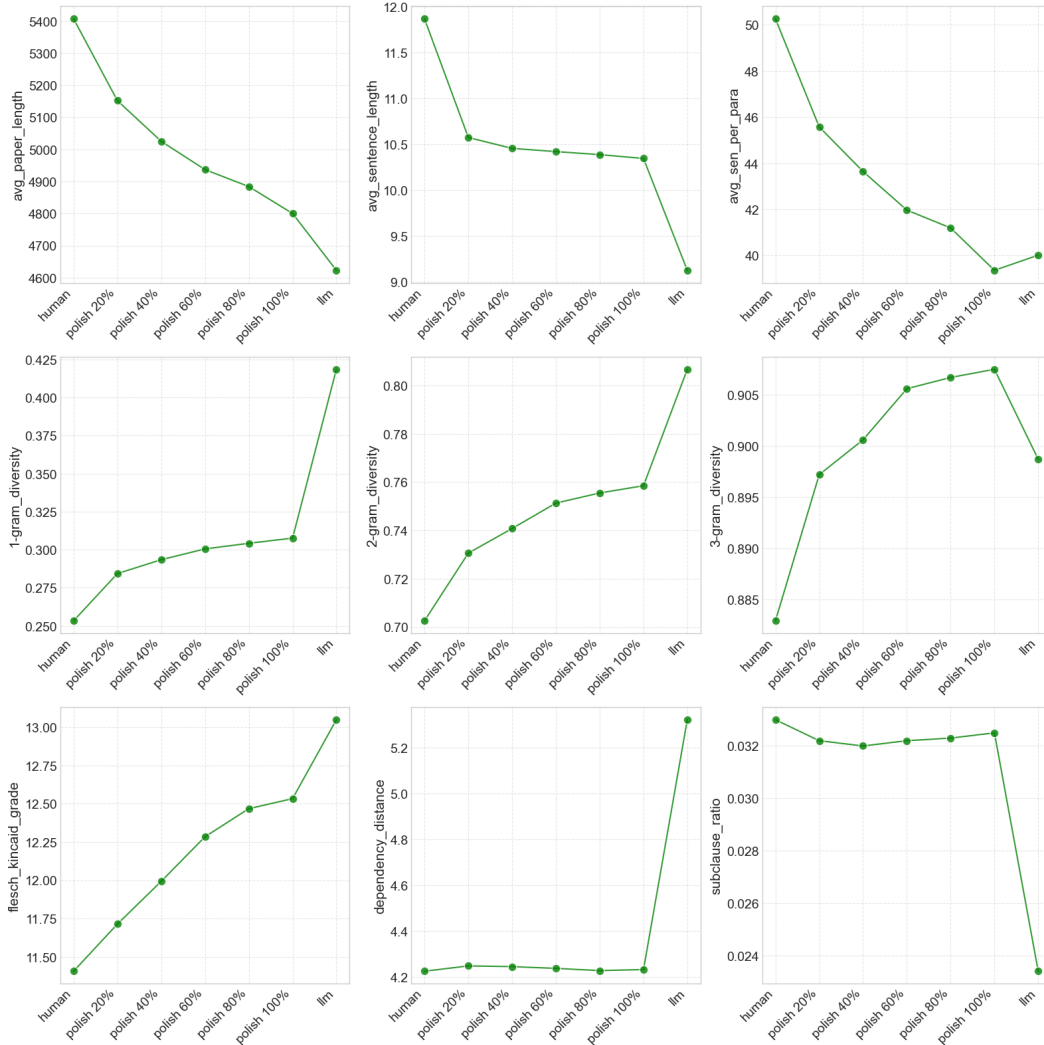 avg_paper_length
5400
5300
5200
5100
5000
4900
4800
4700
4600
human
polish 20%
polish 40%
polish 60%
polish 80%
polish 100%
llm
avg_sentence_length
12.0
11.5
11.0
10.5
10.0
9.5
9.0
human
polish 20%
polish 40%
polish 60%
polish 80%
polish 100%
llm
avg_sen_per_para
50
48
46
44
42
40
human
polish 20%
polish 40%
polish 60%
polish 80%
polish 100%
llm
1-gram_diversity
0.425
0.400
0.375
0.350
0.325
0.300
0.275
0.250
human
polish 20%
polish 40%
polish 60%
polish 80%
polish 100%
llm
2-gram_diversity
0.80
0.78
0.76
0.74
0.72
0.70
human
polish 20%
polish 40%
polish 60%
polish 80%
polish 100%
llm
3-gram_diversity
0.905
0.900
0.895
0.890
0.885
human
polish 20%
polish 40%
polish 60%
polish 80%
polish 100%
llm
flesch_kincaid_grade
13.00
12.75
12.50
12.25
12.00
11.75
11.50
human
polish 20%
polish 40%
polish 60%
polish 80%
polish 100%
llm
dependency_distance
5.2
5.0
4.8
4.6
4.4
4.2
human
polish 20%
polish 40%
polish 60%
polish 80%
polish 100%
llm
subclause_ratio
0.032
0.030
0.028
0.026
0.024
human
polish 20%
polish 40%
polish 60%
polish 80%
polish 100%
llm